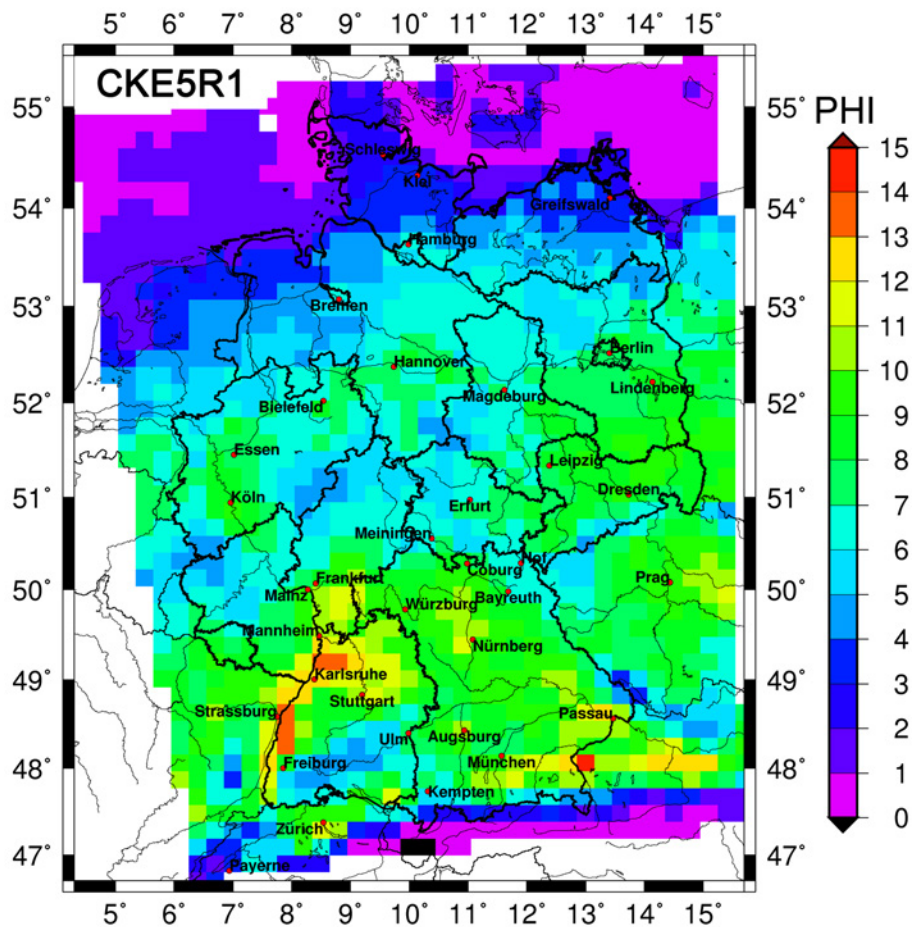 5° 6° 7° 8° 9° 10° 11° 12° 13° 14° 15°
CKE5R1
PHI
55° 55°
Schleswig
Kiel
54° 54°
Greifswald
Hamburg
53° 53°
Bremen
Berlin
Hannover
Lindenberg
Magdeburg
52° 52°
Bielefeld
Essen
Leipzig
Dresden
51° Köln 51°
Erfurt
Meiningen
Hof
Coburg
Prag
50° Frankfurt 50°
Mainz
Bayreuth
Würzburg
Mannheim
Nürnberg
49° Karlsruhe 49°
Stuttgart
Strassburg
Passau
Ulm
Augsburg
München
48° Freiburg 48°
Kempten
Zürich
47° 47°
Payerne
5° 6° 7° 8° 9° 10° 11° 12° 13° 14° 15°
15
14
13
12
11
10
9
8
7
6
5
4
3
2
1
0